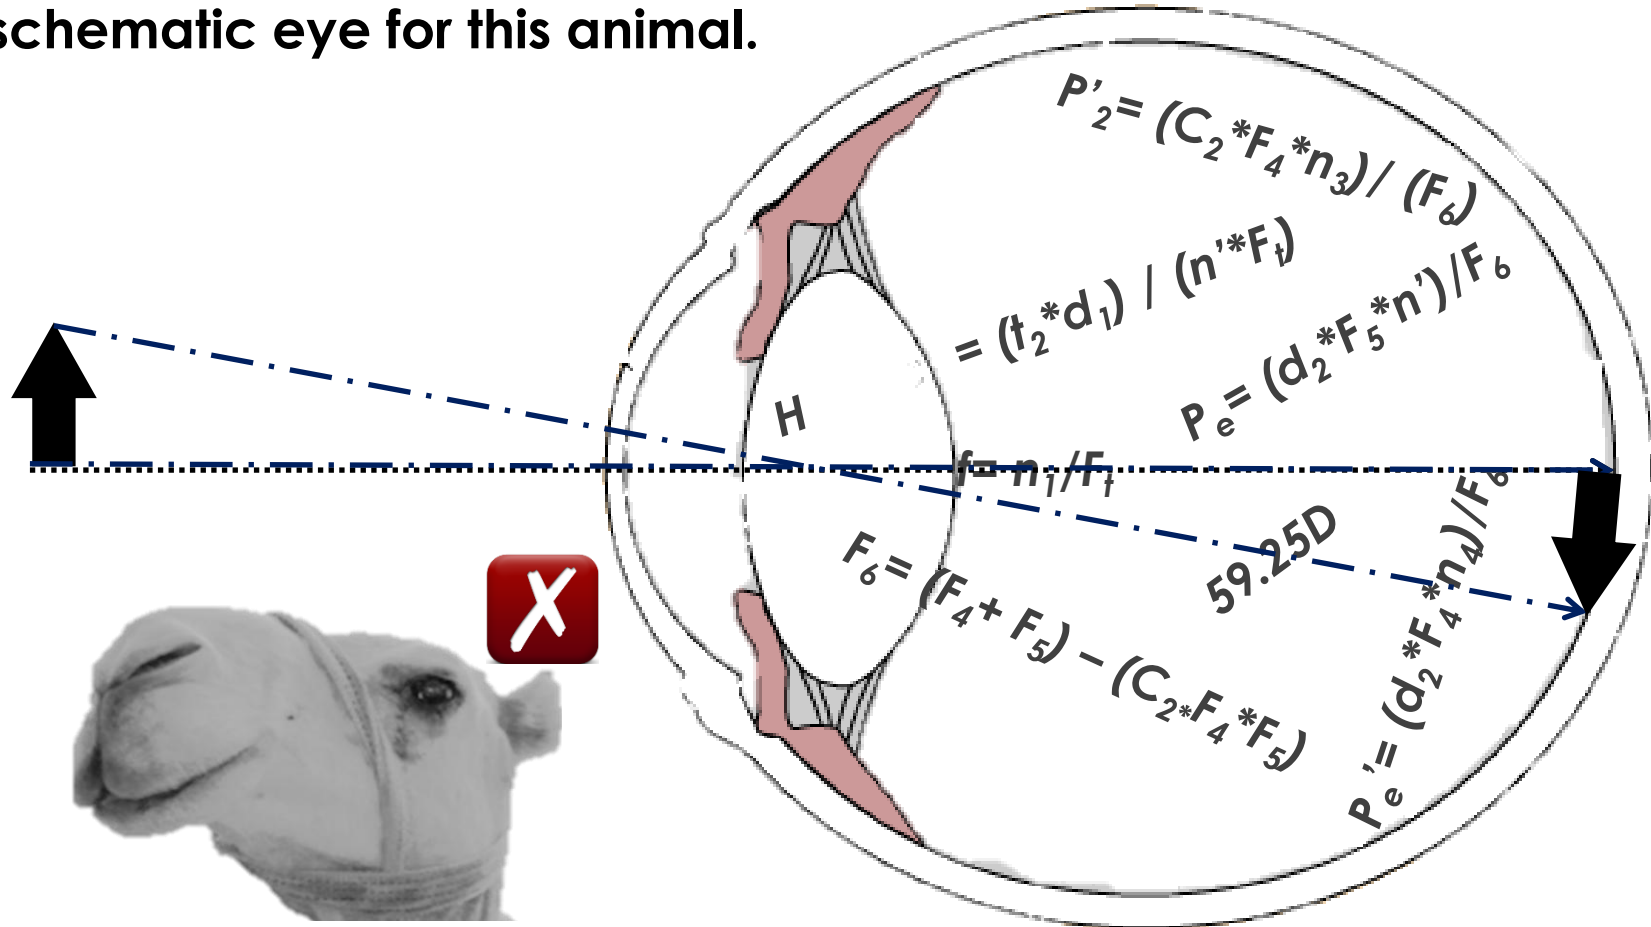 schematic eye for this animal.
P'₂= (C₂*F₄*n₃)/ (F₆)
= (t₂*d₁) / (n'*Fₜ)
Pₑ= (d₂*F₅*n')/F₆
H
f= n₁/Fₜ
59.25D
F₆= (F₄+ F₅) – (C₂*F₄*F₅)
Pₑ'= (d₂*F₄*n₄)/F₆
X